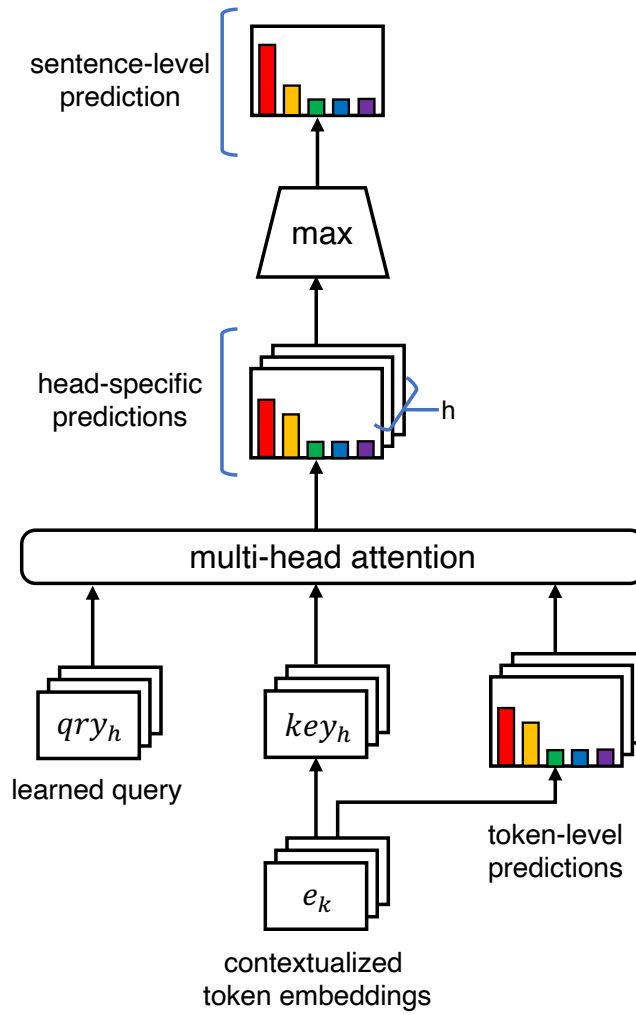 sentence-level
prediction
max
head-specific
predictions
h
multi-head attention
qry_h
key_h
learned query
token-level
predictions
e_k
contextualized
token embeddings